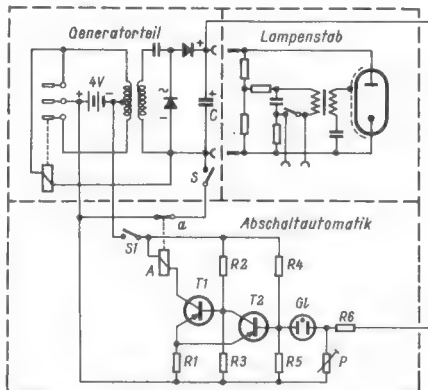 Generatorteil
Lampenstab
4V
+
-
+
+
C
S
Abschaltautomatik
a
S1
A
R2
R4
T1
T2
Gl
R6
R1
R3
R5
P